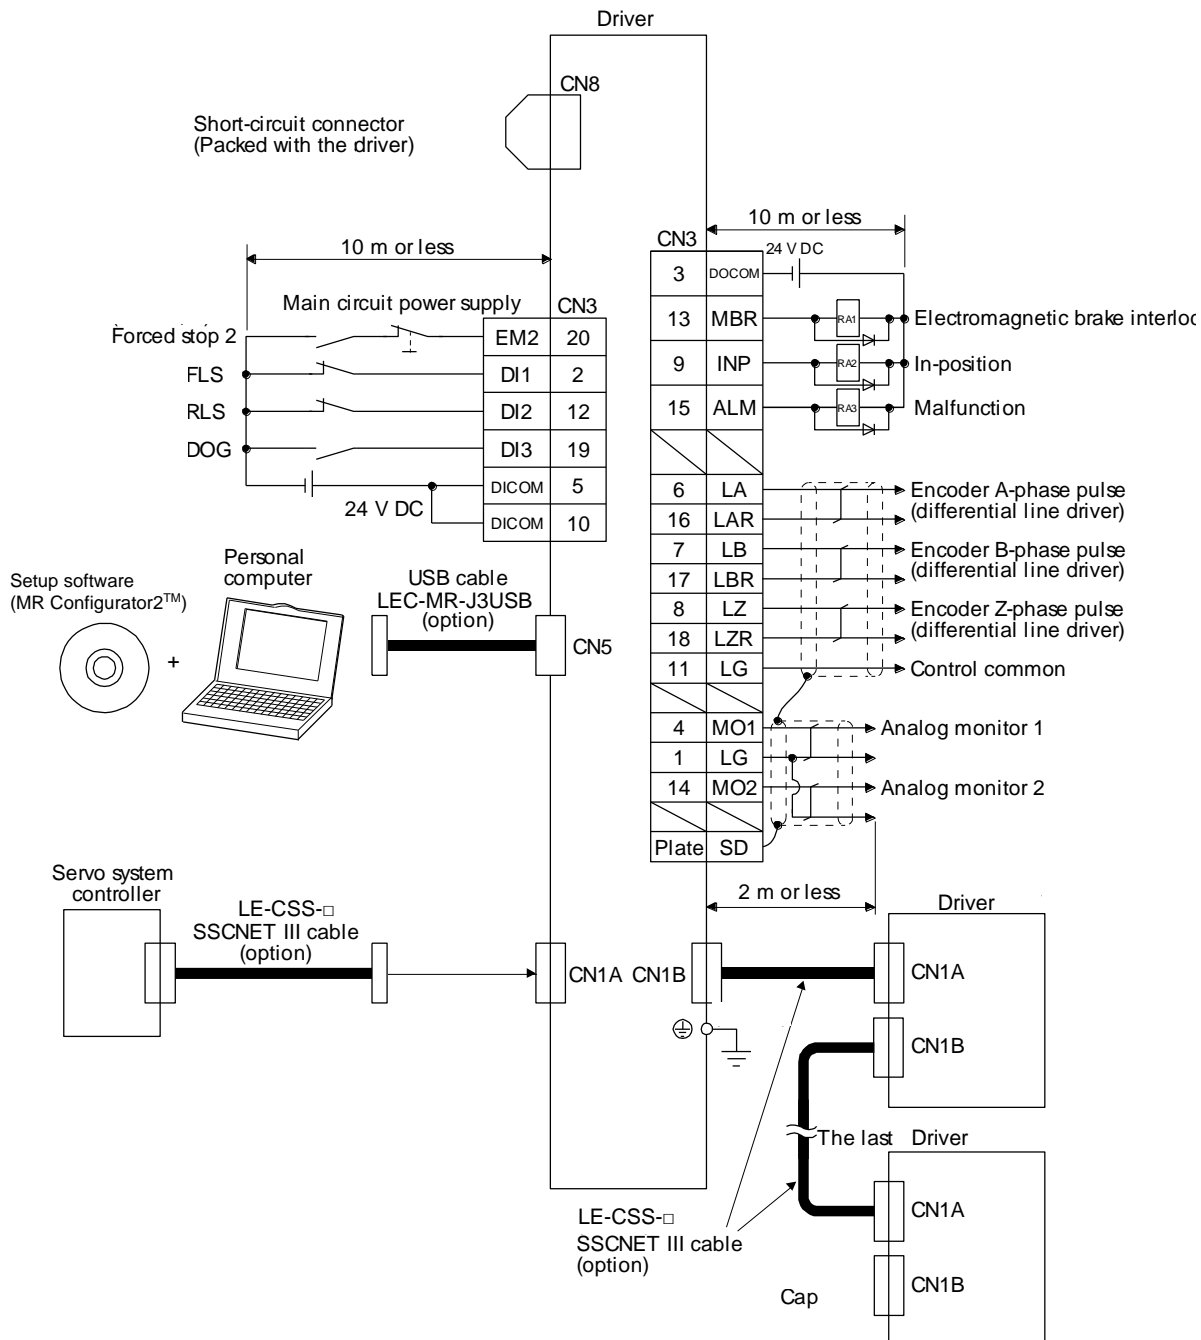 Driver
CN8
Short-circuit connector
(Packed with the driver)
10 m or less
Main circuit power supply
CN3
Forced stop 2
EM2 20
FLS
DI1 2
RLS
DI2 12
DOG
DI3 19
DICOM 5
24 V DC
DICOM 10
10 m or less
CN3
24 V DC
3 DOCOM
13 MBR
RA1
Electromagnetic brake interloc
9 INP
RA2
In-position
15 ALM
RA3
Malfunction
6 LA
Encoder A-phase pulse
(differential line driver)
16 LAR
7 LB
Encoder B-phase pulse
(differential line driver)
17 LBR
8 LZ
Encoder Z-phase pulse
(differential line driver)
18 LZR
11 LG
Control common
4 MO1
Analog monitor 1
1 LG
14 MO2
Analog monitor 2
Plate SD
2 m or less
Setup software
(MR Configurator2™)
+
Personal
computer
USB cable
LEC-MR-J3USB
(option)
CN5
Servo system
controller
LE-CSS-□
SSCNET III cable
(option)
CN1A
CN1B
Driver
CN1A
CN1B
The last
Driver
CN1A
CN1B
LE-CSS-□
SSCNET III cable
(option)
Cap